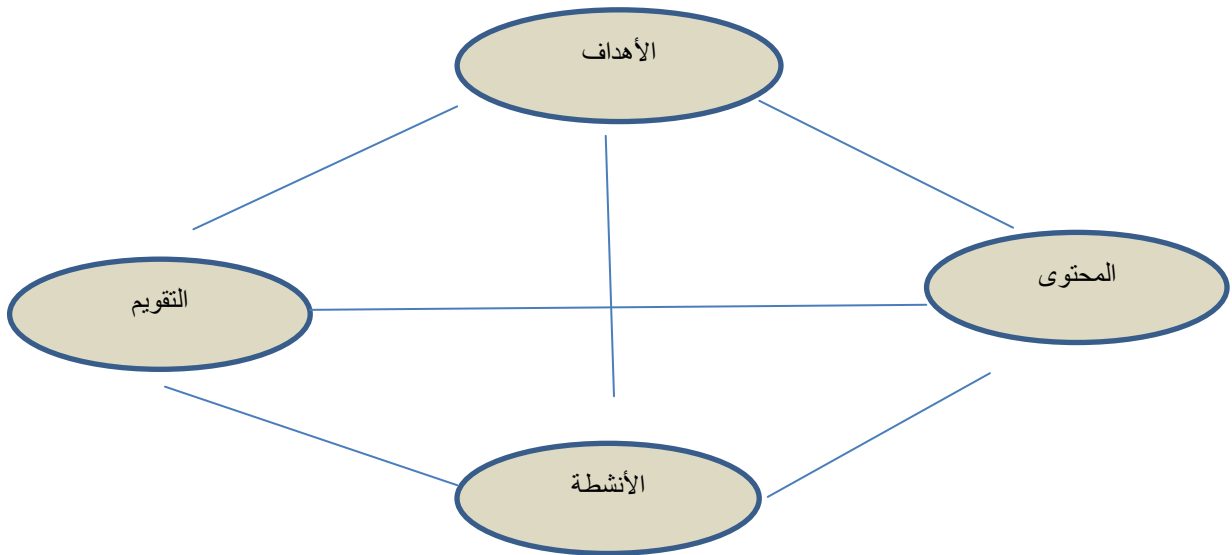 الأهداف
المحتوى
التقويم
الأنشطة